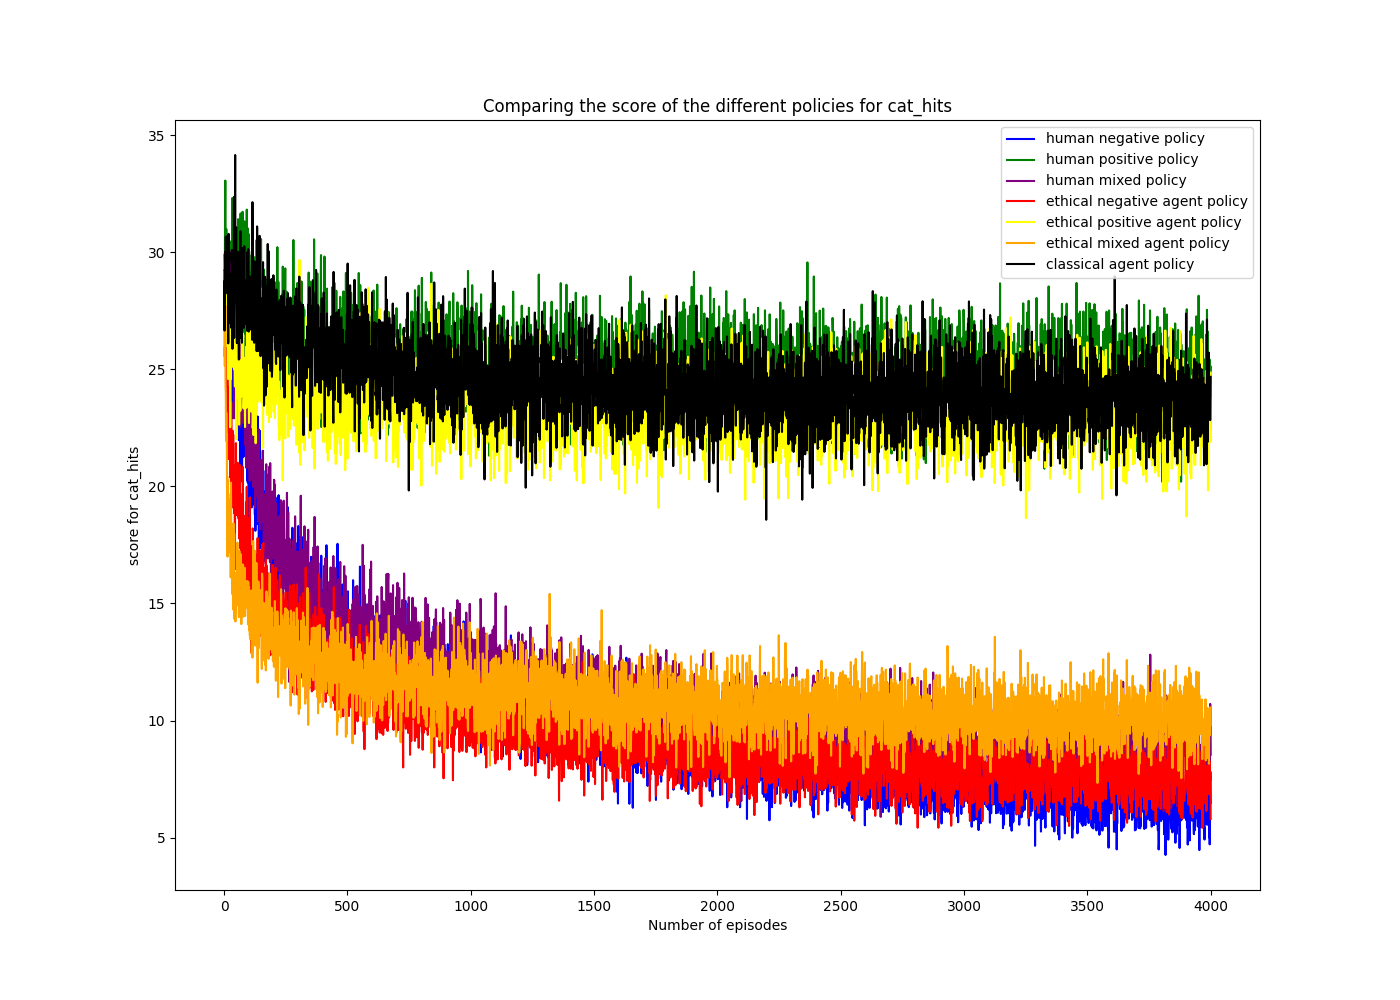 Comparing the score of the different policies for cat_hits
human negative policy
human positive policy
human mixed policy
ethical negative agent policy
ethical positive agent policy
ethical mixed agent policy
classical agent policy
score for cat_hits
35
30
25
20
15
10
5
0 500 1000 1500 2000 2500 3000 3500 4000
Number of episodes